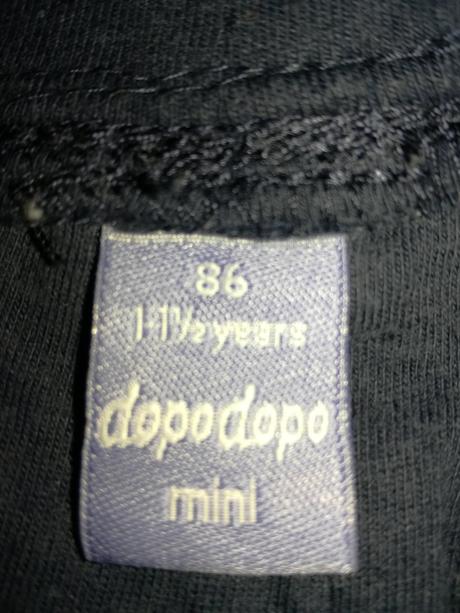 86
1-1½ years
dopodopo
mini